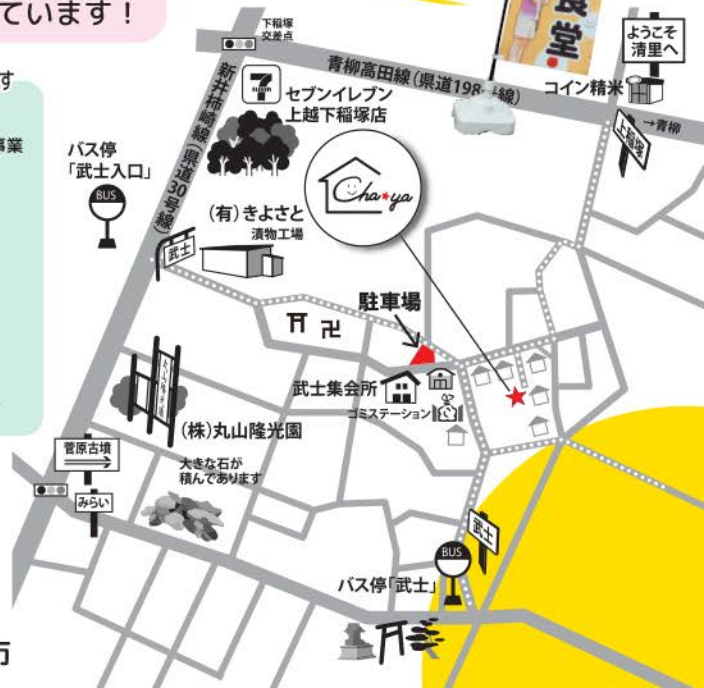 ています！
す
事業
食堂
ようこそ
清里へ
下稲塚
交差点
青柳高田線（県道198 線）
コイン精米
→青柳
上稲塚
新井柿崎線（県道30号線）
セブンイレブン
上越下稲塚店
バス停
「武士入口」
BUS
Cha★ya
(有)きよさと
漬物工場
武士
駐車場
武士集会所
ゴミステーション
(株)丸山隆光園
大きな石が
積んであります
菅原古墳
みらい
武士
BUS
バス停「武士」
市